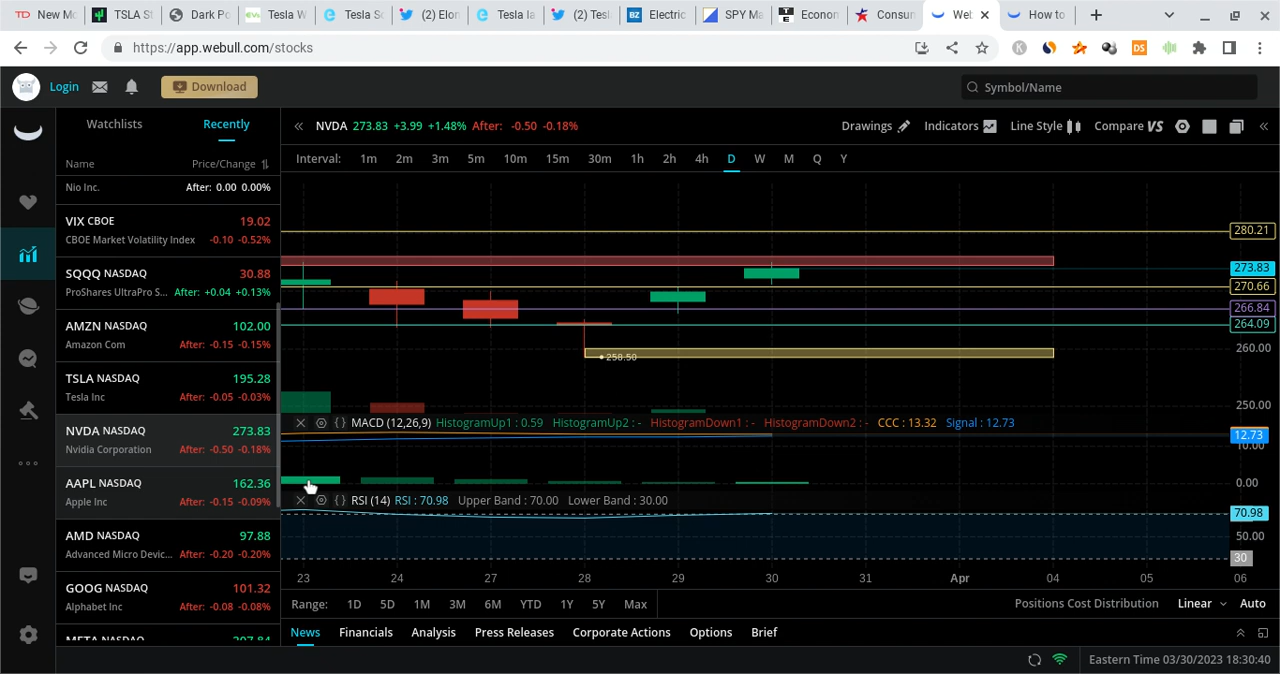 New Mo
TSLA St
Dark Po
Tesla W
Tesla Sc
(2) Elon
Tesla la
(2) Tesl
Electric
SPY Ma
Econom
Consun
Web
How to
https://app.webull.com/stocks
Login
Download
Symbol/Name
Watchlists
Recently
NVDA 273.83 +3.99 +1.48% After: -0.50 -0.18%
Drawings
Indicators
Line Style
Compare VS
Name
Price/Change
Interval: 1m 2m 3m 5m 10m 15m 30m 1h 2h 4h D W M Q Y
Nio Inc. After: 0.00 0.00%
VIX CBOE 19.02
CBOE Market Volatility Index -0.10 -0.52%
SQQQ NASDAQ 30.88
ProShares UltraPro S... After: +0.04 +0.13%
AMZN NASDAQ 102.00
Amazon Com After: -0.15 -0.15%
TSLA NASDAQ 195.28
Tesla Inc After: -0.05 -0.03%
NVDA NASDAQ 273.83
Nvidia Corporation After: -0.50 -0.18%
AAPL NASDAQ 162.36
Apple Inc After: -0.15 -0.09%
AMD NASDAQ 97.88
Advanced Micro Devic... After: -0.20 -0.20%
GOOG NASDAQ 101.32
Alphabet Inc After: -0.08 -0.08%
META NASDAQ 207.84
280.21
273.83
270.66
266.84
264.09
260.00
258.50
250.00
MACD (12,26,9) HistogramUp1 : 0.59 HistogramUp2 : - HistogramDown1 : - HistogramDown2 : - CCC : 13.32 Signal : 12.73
12.73
10.00
0.00
RSI (14) RSI : 70.98 Upper Band : 70.00 Lower Band : 30.00
70.98
50.00
30
23 24 27 28 29 30 31 Apr 04 05 06
Range: 1D 5D 1M 3M 6M YTD 1Y 5Y Max
Positions Cost Distribution
Linear
Auto
News Financials Analysis Press Releases Corporate Actions Options Brief
Eastern Time 03/30/2023 18:30:40